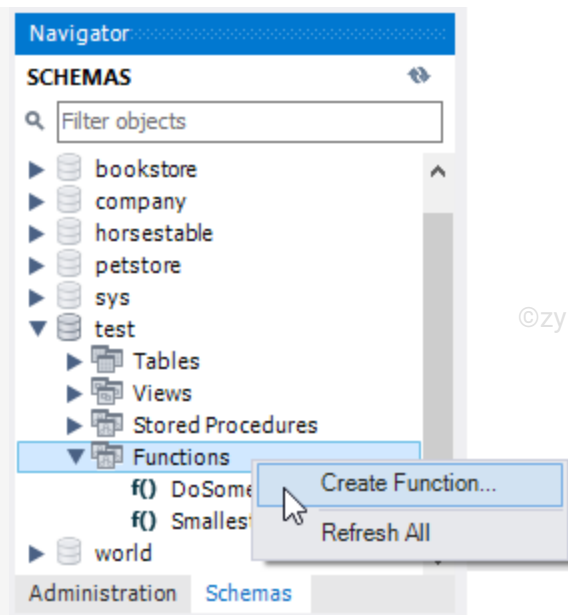 Navigator
SCHEMAS
Filter objects
bookstore
company
horsestable
petstore
sys
©zy
test
Tables
Views
Stored Procedures
Functions
f() DoSome
Create Function...
f() Smalles
Refresh All
world
Administration Schemas